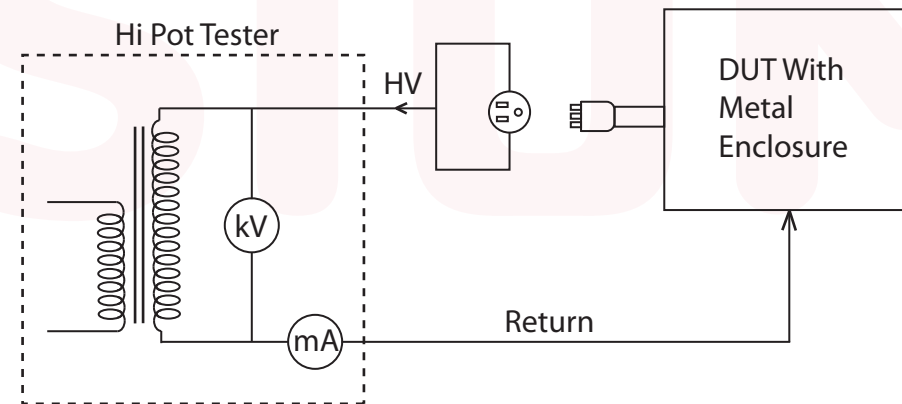 Hi Pot Tester
HV
DUT With
Metal
Enclosure
kV
mA
Return